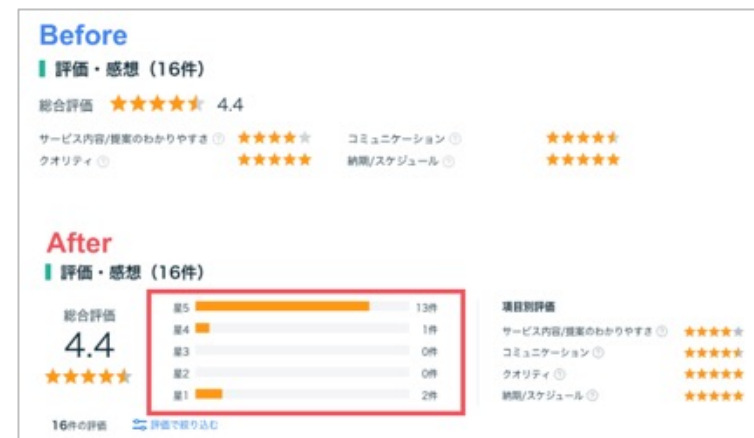 Before
評価・感想（16件）
総合評価 4.4
サービス内容/提案のわかりやすさ コミュニケーション
クオリティ 納期/スケジュール
After
評価・感想（16件）
総合評価
4.4
星5 13件
星4 1件
星3 0件
星2 0件
星1 2件
項目別評価
サービス内容/提案のわかりやすさ
コミュニケーション
クオリティ
納期/スケジュール
16件の評価 評価で絞り込む